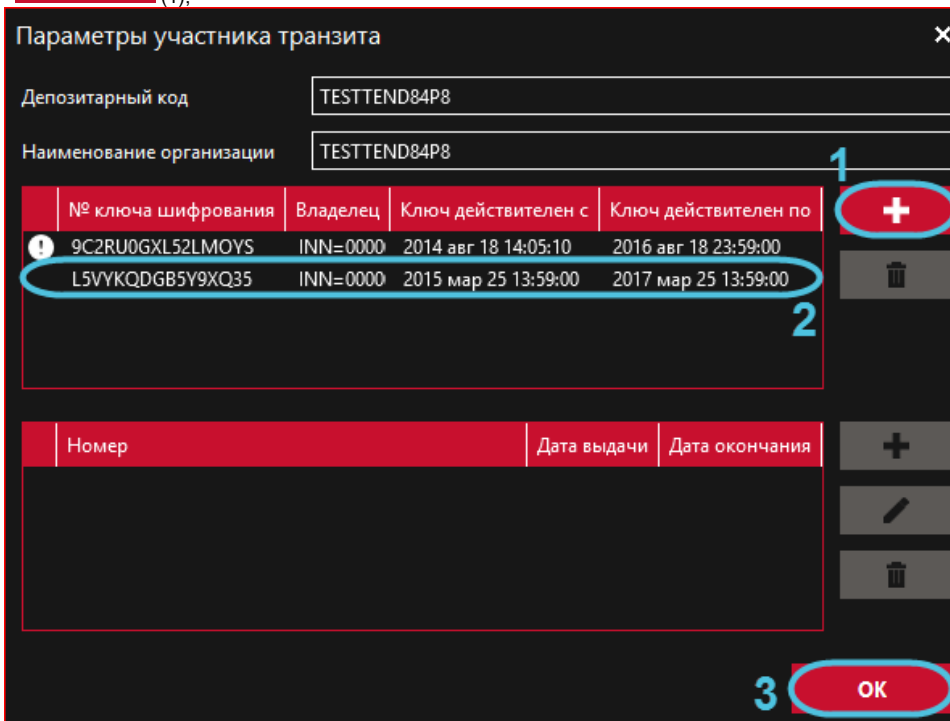 (1),
Параметры участника транзита
Депозитарный код TESTTEND84P8
Наименование организации TESTTEND84P8
1
№ ключа шифрования Владелец Ключ действителен с Ключ действителен по
9C2RU0GXL52LMOYS INN=0000 2014 авг 18 14:05:10 2016 авг 18 23:59:00
L5VYKQDGB5Y9XQ35 INN=0000 2015 мар 25 13:59:00 2017 мар 25 13:59:00
2
Номер Дата выдачи Дата окончания
3 ОК